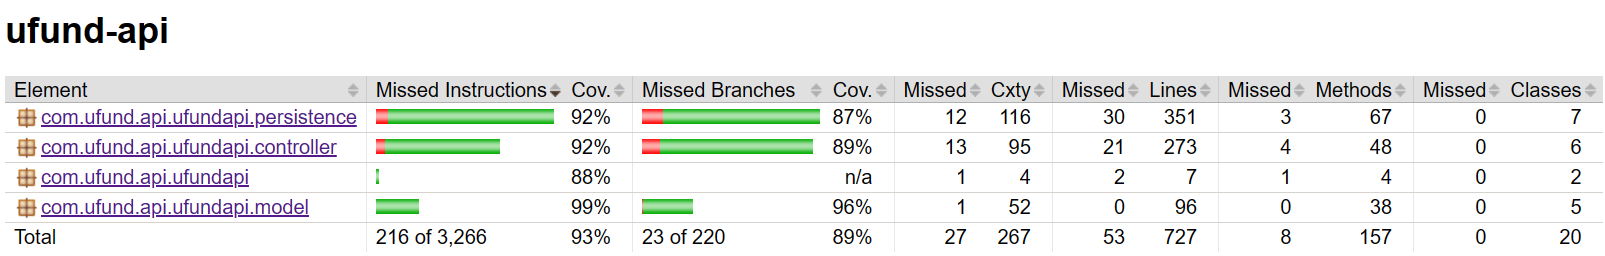 ufund-api
Element Missed Instructions Cov. Missed Branches Cov. Missed Cxty Missed Lines Missed Methods Missed Classes
com.ufund.api.ufundapi.persistence 92% 87% 12 116 30 351 3 67 0 7
com.ufund.api.ufundapi.controller 92% 89% 13 95 21 273 4 48 0 6
com.ufund.api.ufundapi 88% n/a 1 4 2 7 1 4 0 2
com.ufund.api.ufundapi.model 99% 96% 1 52 0 96 0 38 0 5
Total 216 of 3,266 93% 23 of 220 89% 27 267 53 727 8 157 0 20